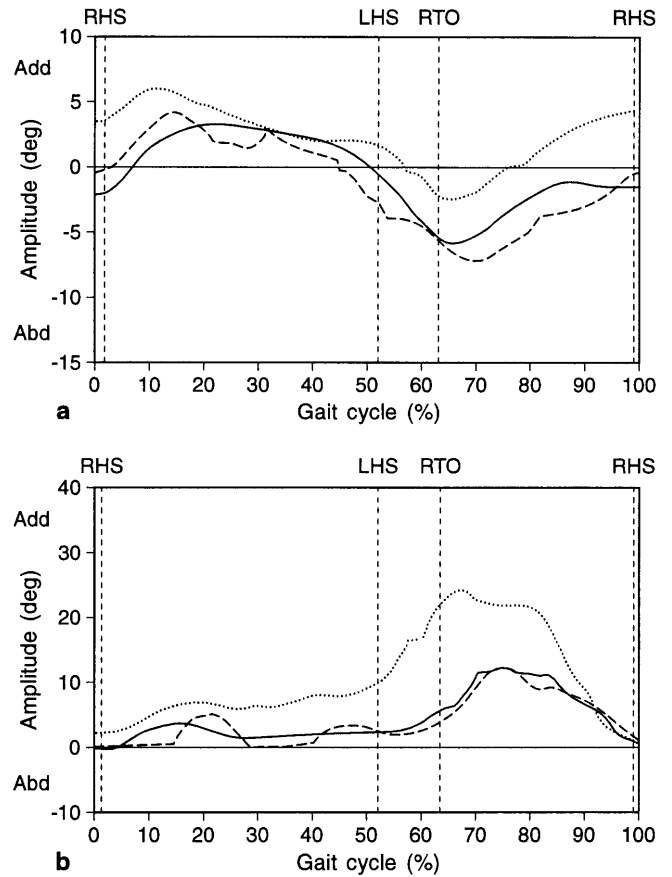 RHS LHS RTO RHS
10
Add
5
0
-5
-10
Abd
-15
Amplitude (deg)
0 10 20 30 40 50 60 70 80 90 100
a Gait cycle (%)
RHS LHS RTO RHS
40
Add
30
20
10
0
Abd
-10
Amplitude (deg)
0 10 20 30 40 50 60 70 80 90 100
b Gait cycle (%)